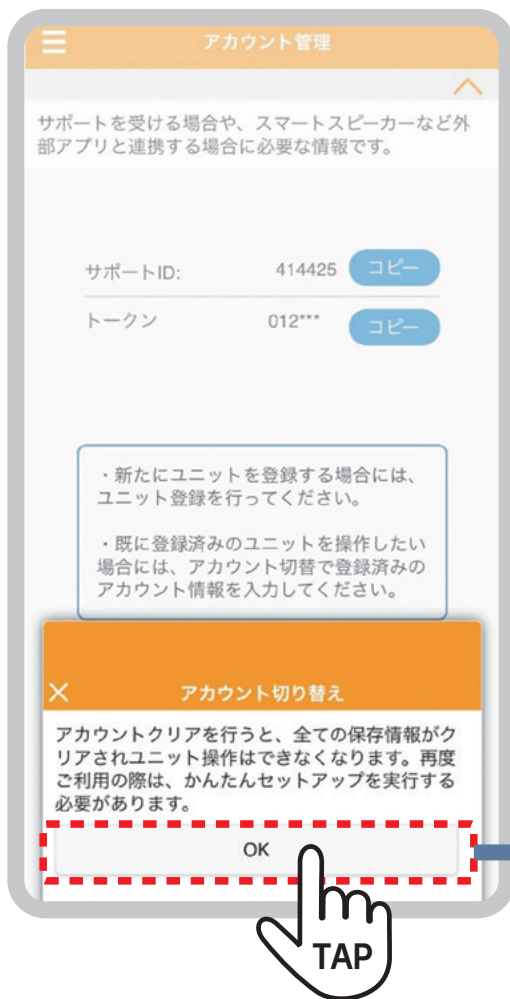 アカウント管理
サポートを受ける場合や、スマートスピーカーなど外
部アプリと連携する場合に必要な情報です。
サポートID: 414425 コピー
トークン 012*** コピー
・新たにユニットを登録する場合には、
ユニット登録を行ってください。
・既に登録済みのユニットを操作したい
場合には、アカウント切替で登録済みの
アカウント情報を入力してください。
アカウント切り替え
アカウントクリアを行うと、全ての保存情報がク
リアされユニット操作はできなくなります。再度
ご利用の際は、かんたんセットアップを実行する
必要があります。
OK
TAP